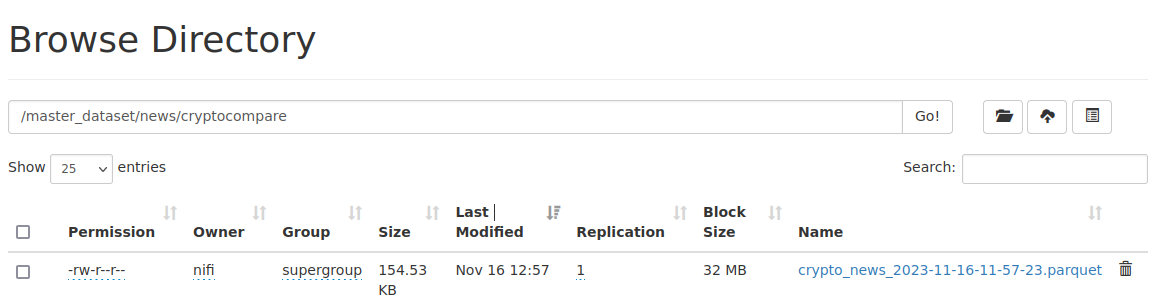 Browse Directory
/master_dataset/news/cryptocompare Go!
Show 25 entries Search:
Last Block
Permission Owner Group Size Modified Replication Size Name
-rw-r--r-- nifi supergroup 154.53 Nov 16 12:57 1 32 MB crypto_news_2023-11-16-11-57-23.parquet
KB